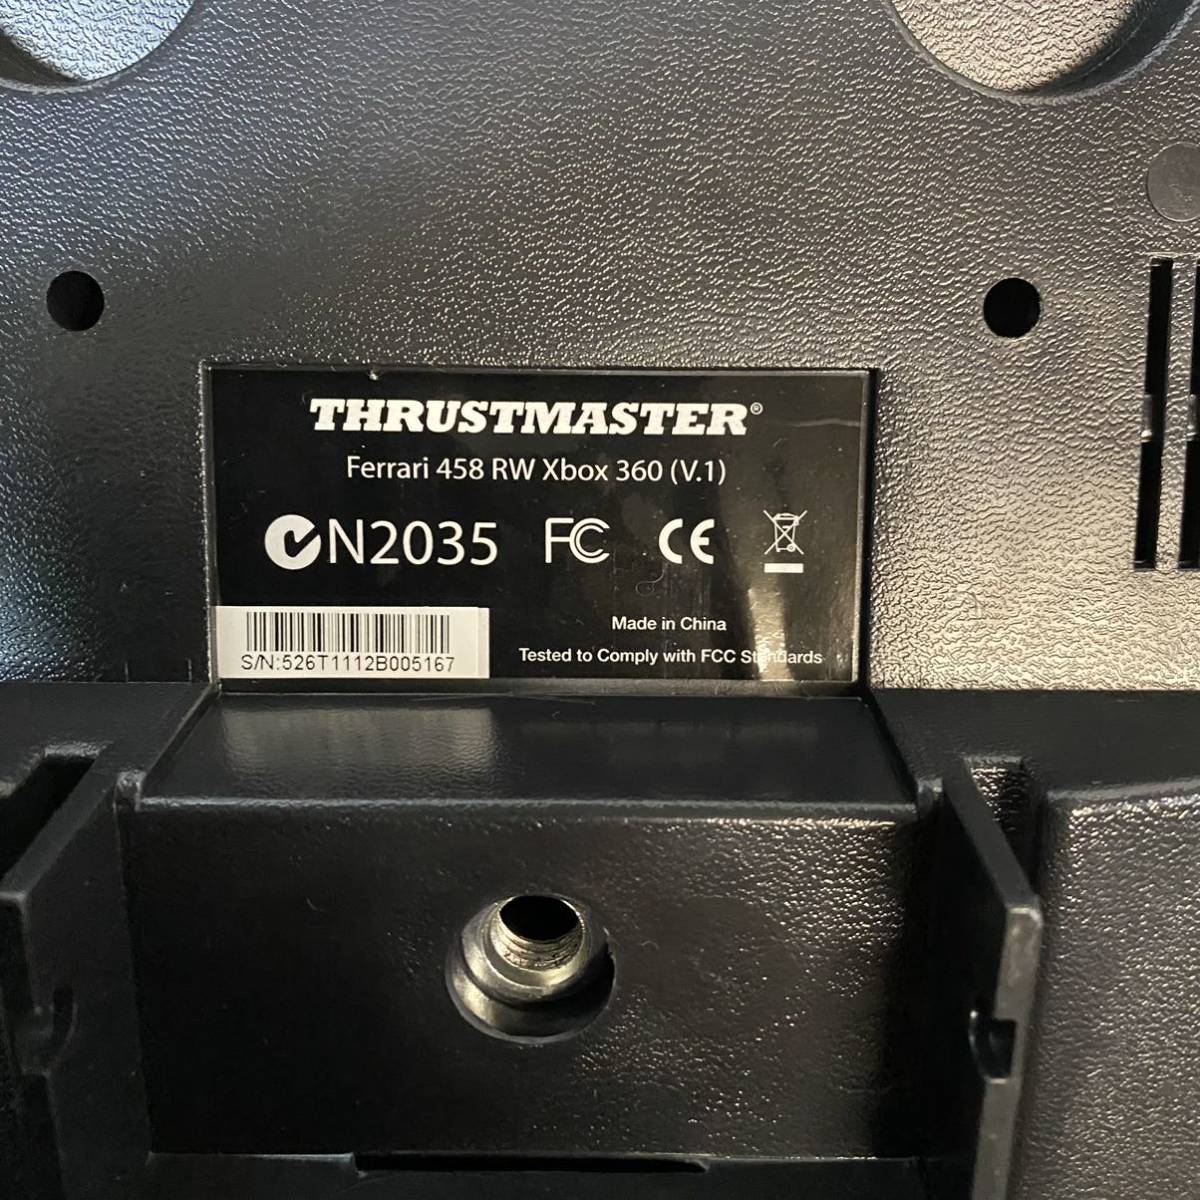 THRUSTMASTER®
Ferrari 458 RW Xbox 360 (V.1)
N2035 FC CE
Made in China
S/N:526T1112B005167
Tested to Comply with FCC Standards